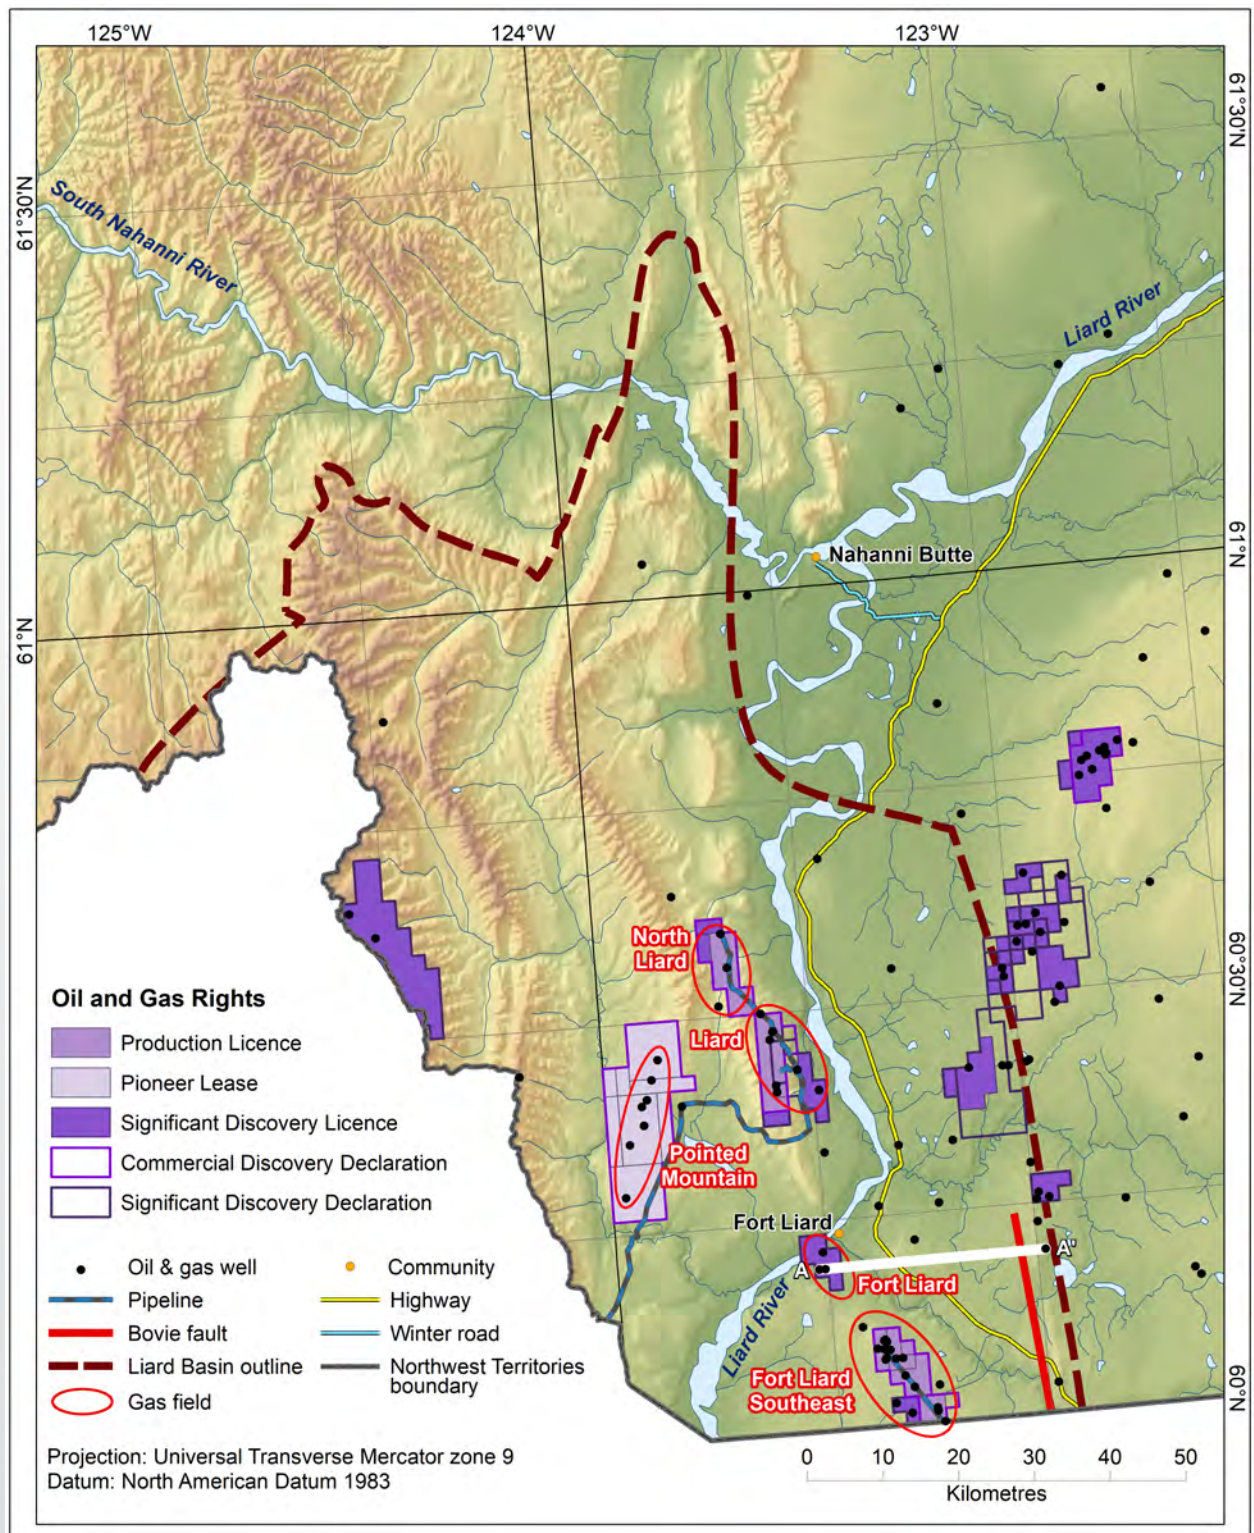 125°W
124°W
123°W
61°30'N
61°30'N
South Nahanni River
Liard River
Nahanni Butte
61°N
61°N
North
Liard
60°30'N
Liard
Pointed
Mountain
Fort Liard
A
A"
Fort Liard
Liard River
Fort Liard
Southeast
60°N
Oil and Gas Rights
Production Licence
Pioneer Lease
Significant Discovery Licence
Commercial Discovery Declaration
Significant Discovery Declaration
Oil & gas well
Community
Pipeline
Highway
Bovie fault
Winter road
Liard Basin outline
Northwest Territories
boundary
Gas field
Projection: Universal Transverse Mercator zone 9
Datum: North American Datum 1983
0 10 20 30 40 50
Kilometres